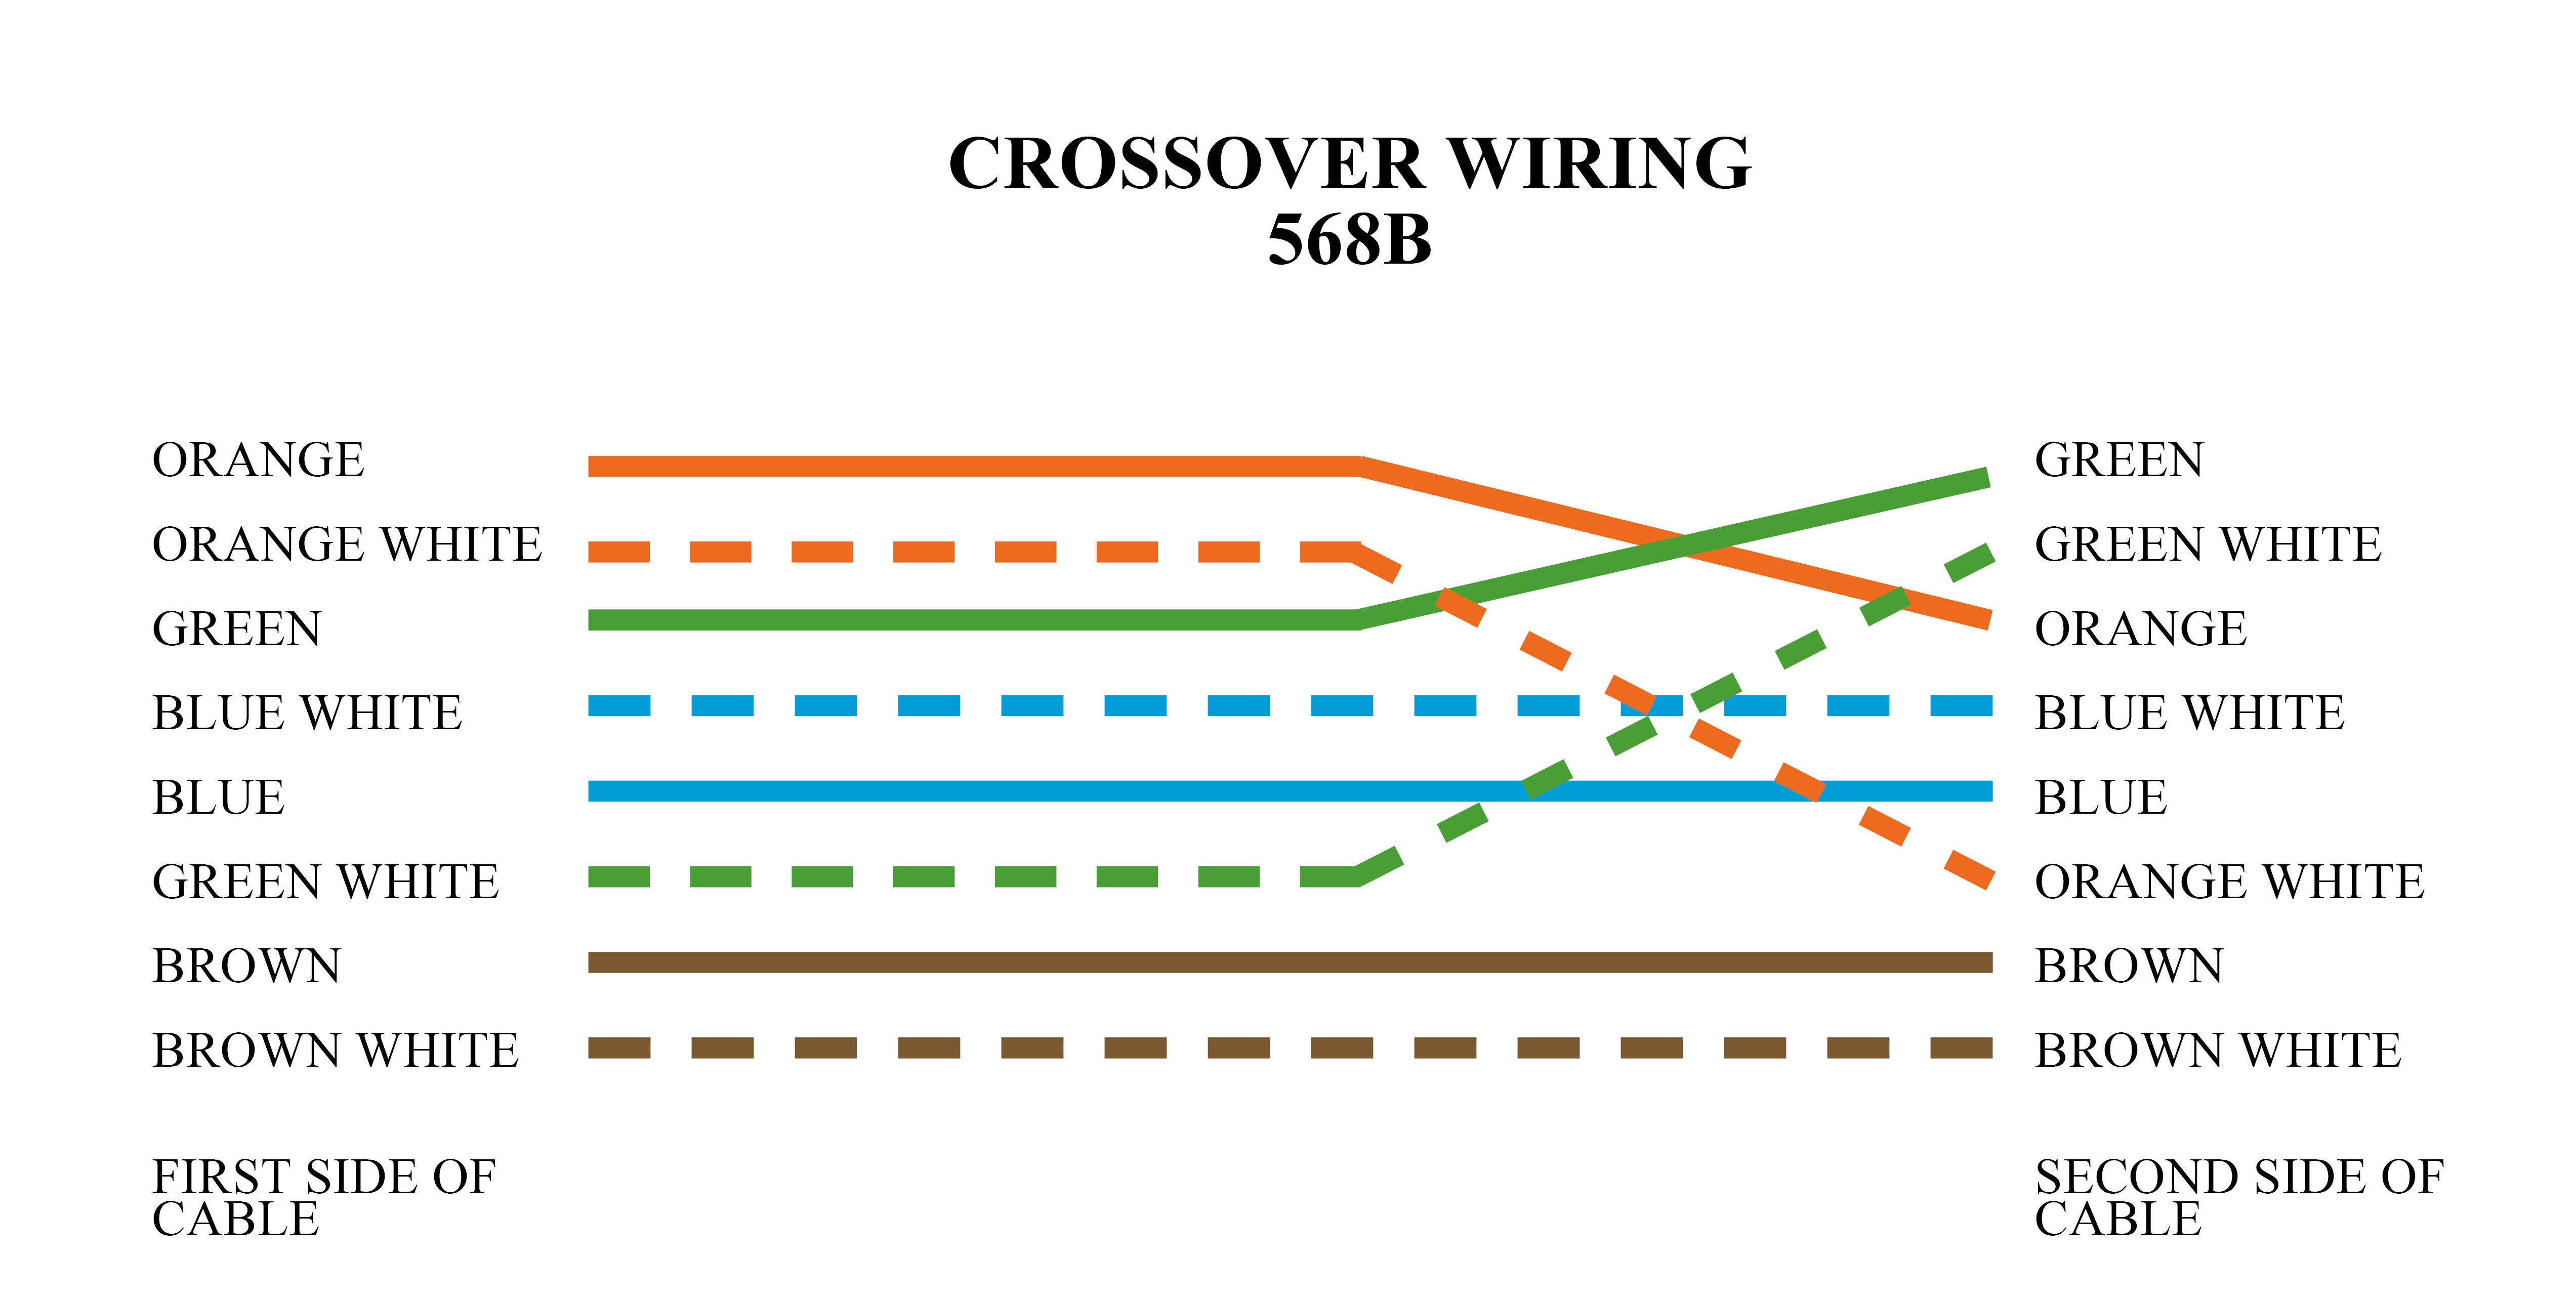 CROSSOVER WIRING
568B
ORANGE
GREEN
ORANGE WHITE
GREEN WHITE
GREEN
ORANGE
BLUE WHITE
BLUE WHITE
BLUE
BLUE
GREEN WHITE
ORANGE WHITE
BROWN
BROWN
BROWN WHITE
BROWN WHITE
FIRST SIDE OF
CABLE
SECOND SIDE OF
CABLE